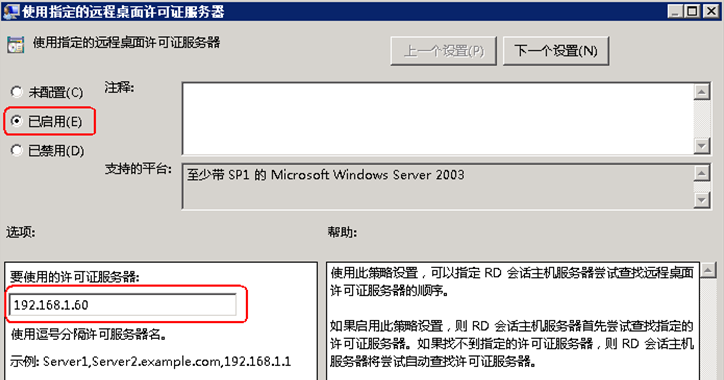 使用指定的远程桌面许可证服务器
使用指定的远程桌面许可证服务器
上一个设置(P)
下一个设置(N)
未配置(C)
注释:
已启用(E)
已禁用(D)
支持的平台:
至少带 SP1 的 Microsoft Windows Server 2003
选项:
帮助:
要使用的许可证服务器:
192.168.1.60
使用逗号分隔许可服务器名。
示例: Server1,Server2.example.com,192.168.1.1
使用此策略设置，可以指定 RD 会话主机服务器尝试查找远程桌面
许可证服务器的顺序。
如果启用此策略设置，则 RD 会话主机服务器首先尝试查找指定的
许可证服务器。如果找不到指定的许可证服务器，则 RD 会话主机
服务器将尝试自动查找许可证服务器。